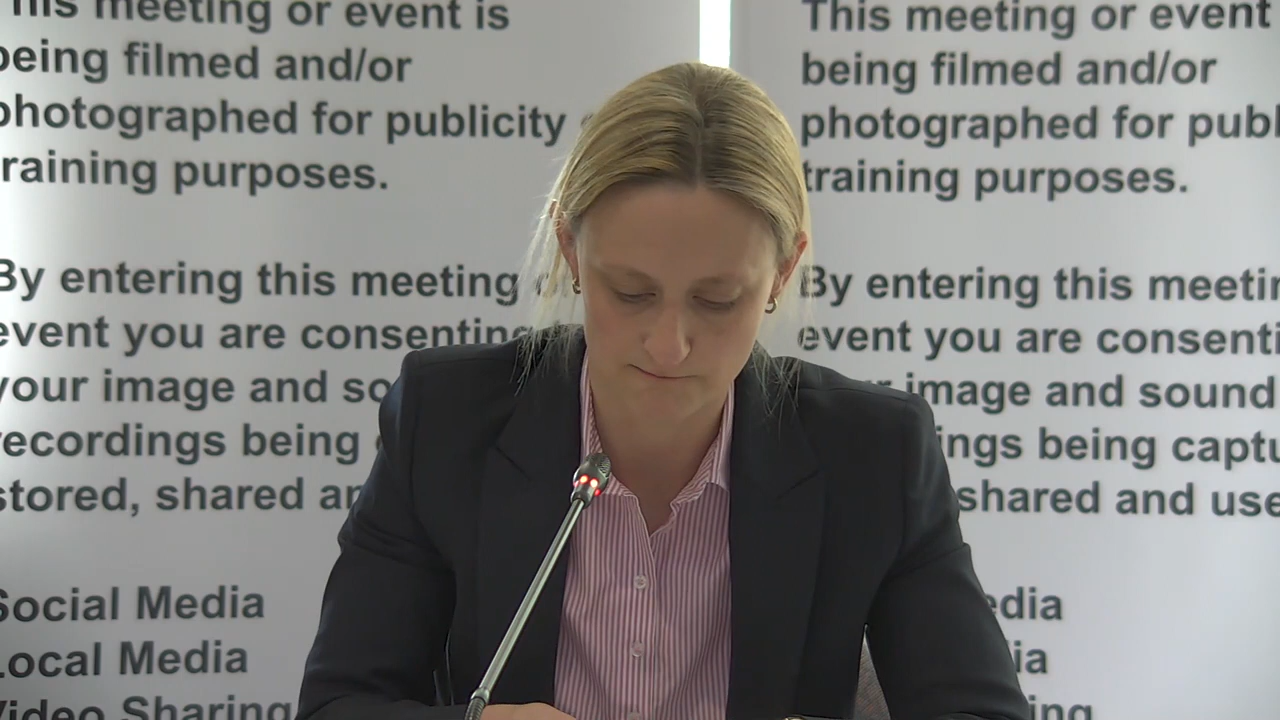 This meeting or event is
being filmed and/or
photographed for publicity
training purposes.
By entering this meeting
event you are consenting
your image and
recordings being
stored, shared
Social Media
Local Media
Video Sharing
This meeting or event
being filmed and/or
photographed for
training purposes.
By entering this
event you are
image and sound
being
shared and